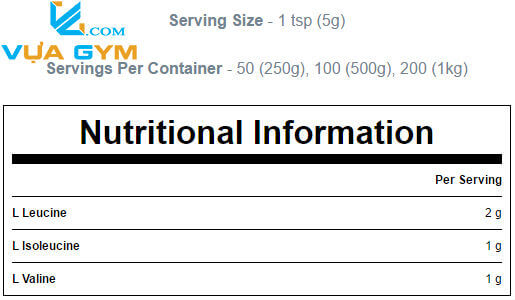 .COM
VỰA GYM
Serving Size - 1 tsp (5g)
Servings Per Container - 50 (250g), 100 (500g), 200 (1kg)
Nutritional Information
Per Serving
L Leucine 2 g
L Isoleucine 1 g
L Valine 1 g